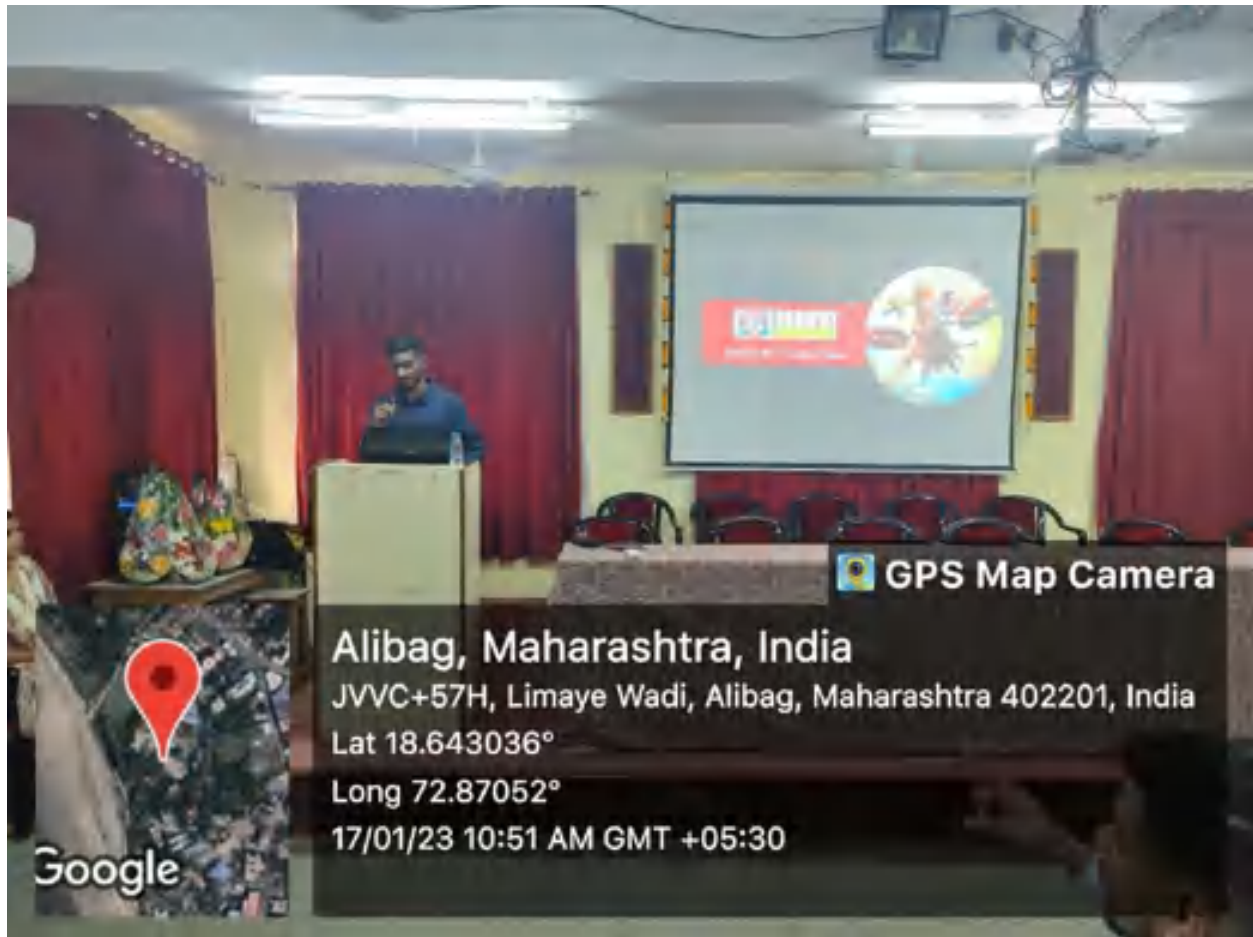 GPS Map Camera
Alibag, Maharashtra, India
JVVC+57H, Limaye Wadi, Alibag, Maharashtra 402201, India
Lat 18.643036°
Long 72.87052°
17/01/23 10:51 AM GMT +05:30
Google